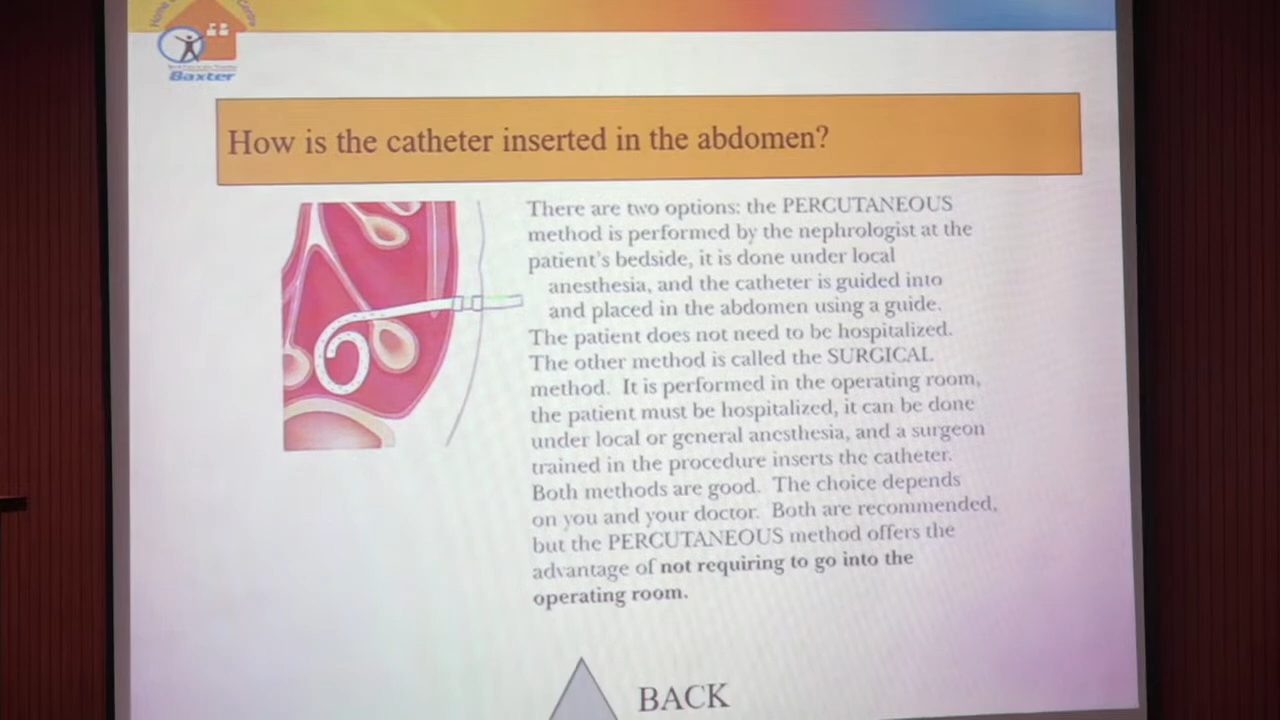 Home
Baxter
How is the catheter inserted in the abdomen?
There are two options: the PERCUTANEOUS
method is performed by the nephrologist at the
patient's bedside, it is done under local
anesthesia, and the catheter is guided into
and placed in the abdomen using a guide.
The patient does not need to be hospitalized.
The other method is called the SURGICAL
method. It is performed in the operating room,
the patient must be hospitalized, it can be done
under local or general anesthesia, and a surgeon
trained in the procedure inserts the catheter.
Both methods are good. The choice depends
on you and your doctor. Both are recommended,
but the PERCUTANEOUS method offers the
advantage of not requiring to go into the
operating room.
BACK